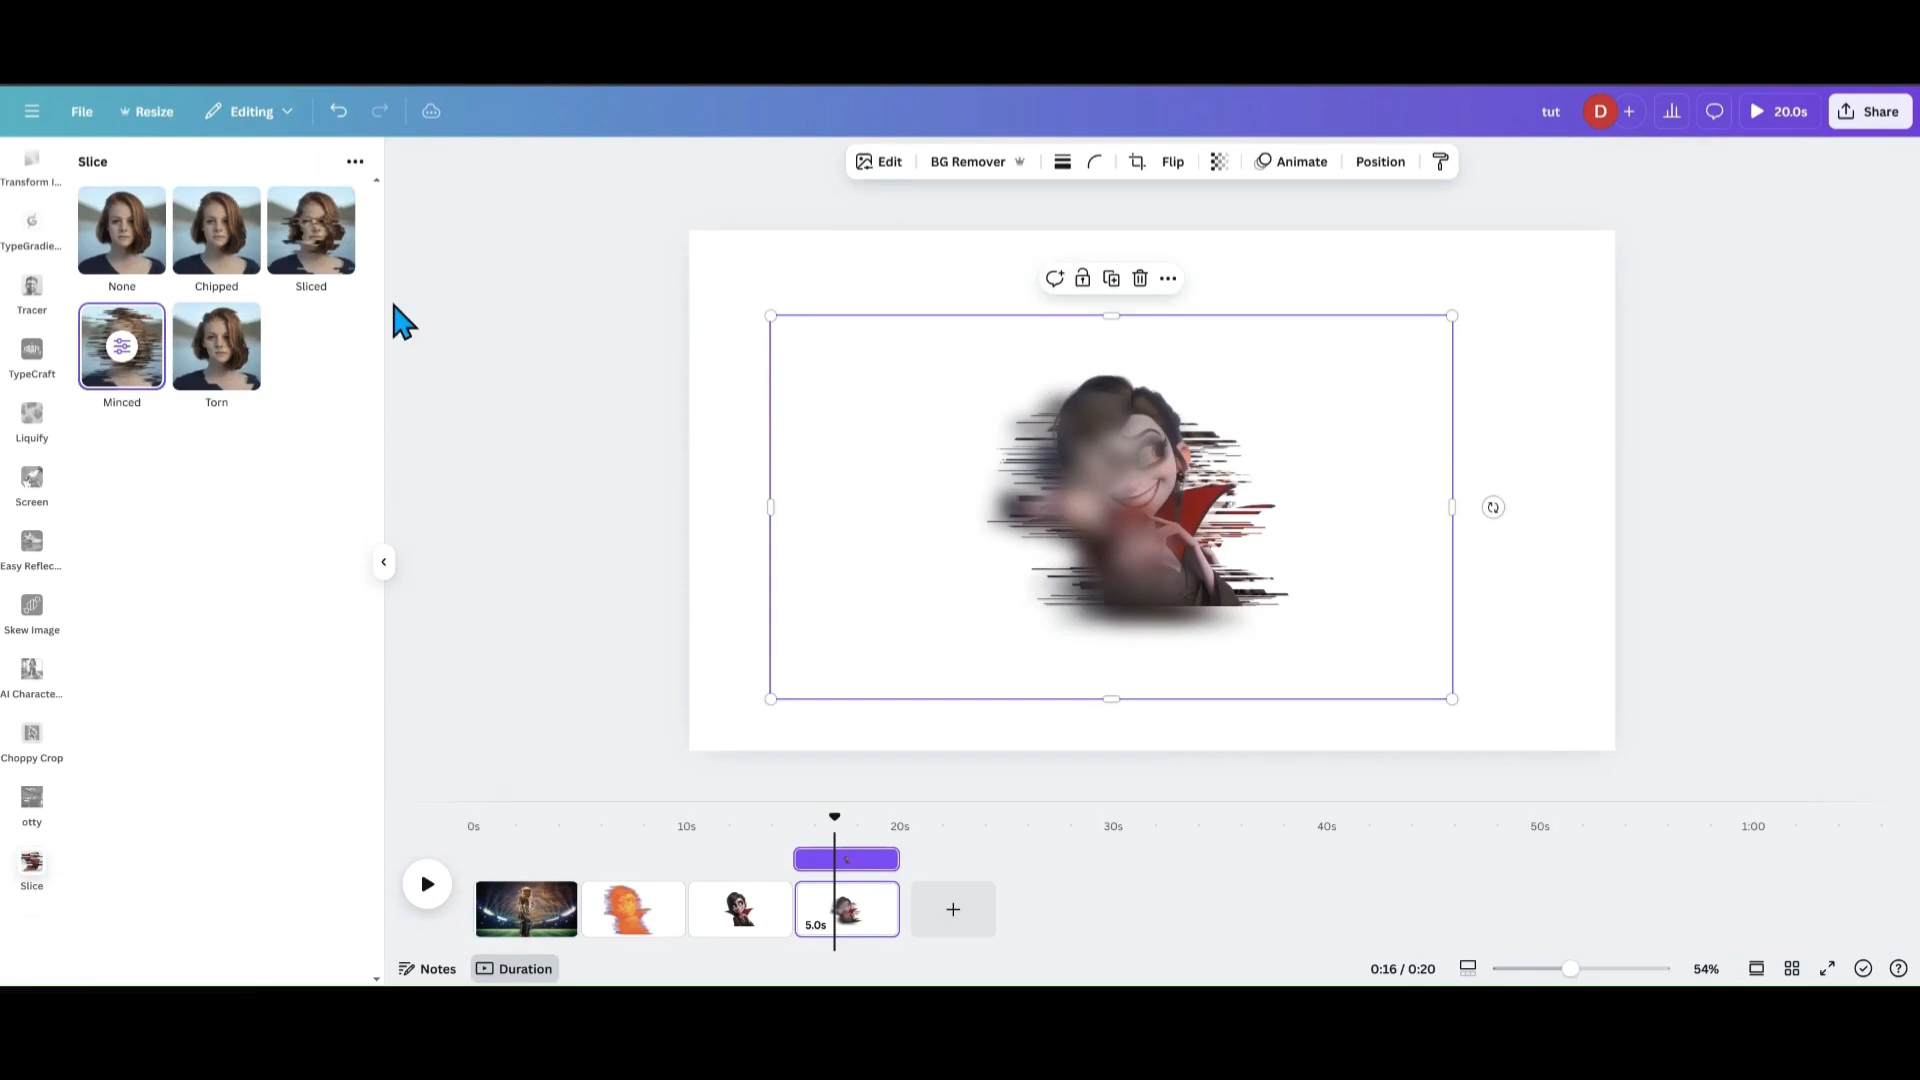 File
Resize
Editing
tut
D
20.0s
Share
Transform I...
TypeGradie...
Tracer
TypeCraft
Liquify
Screen
Easy Reflec...
Skew Image
AI Characte...
Choppy Crop
otty
Slice
Slice
None
Chipped
Sliced
Minced
Torn
Edit
BG Remover
Flip
Animate
Position
0s
10s
20s
30s
40s
50s
1:00
5.0s
Notes
Duration
0:16 / 0:20
54%